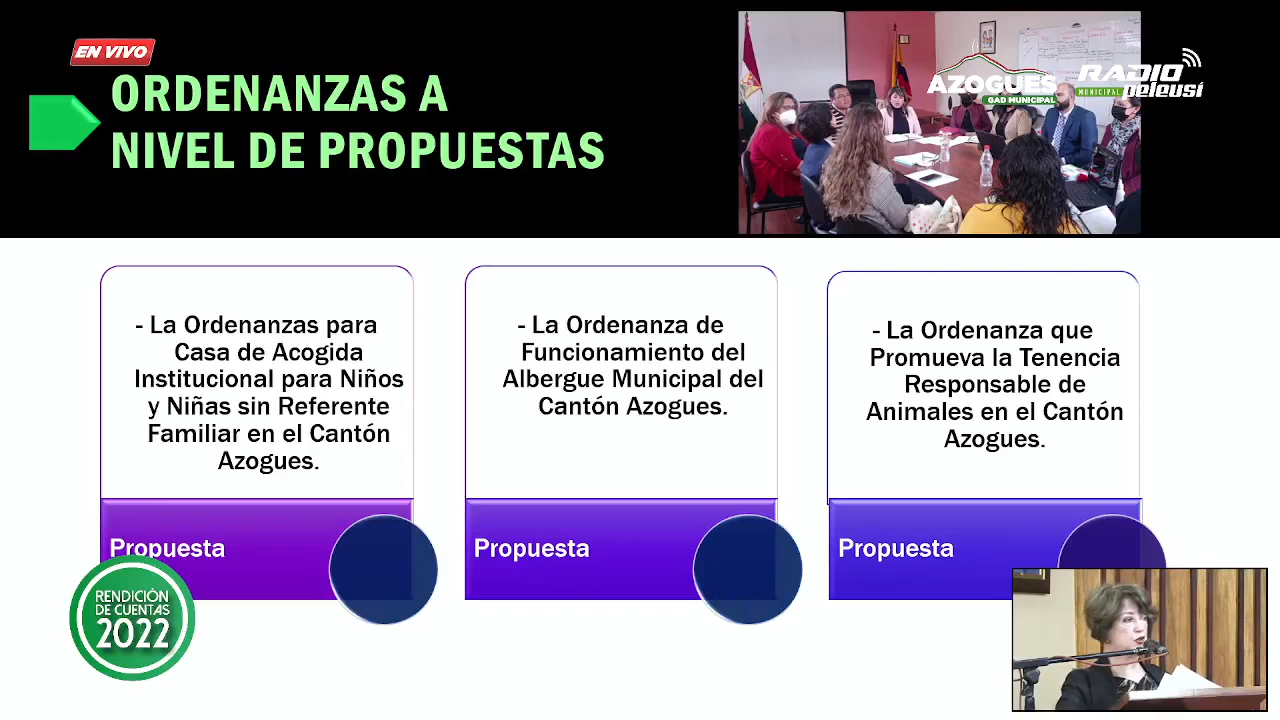 EN VIVO
ORDENANZAS A
NIVEL DE PROPUESTAS
AZOGUES
GAD MUNICIPAL
RADIO
MUNICIPAL peleusí
- La Ordenanzas para
Casa de Acogida
Institucional para Niños
y Niñas sin Referente
Familiar en el Cantón
Azogues.
Propuesta
- La Ordenanza de
Funcionamiento del
Albergue Municipal del
Cantón Azogues.
Propuesta
- La Ordenanza que
Promueva la Tenencia
Responsable de
Animales en el Cantón
Azogues.
Propuesta
RENDICIÓN
DE CUENTAS
2022